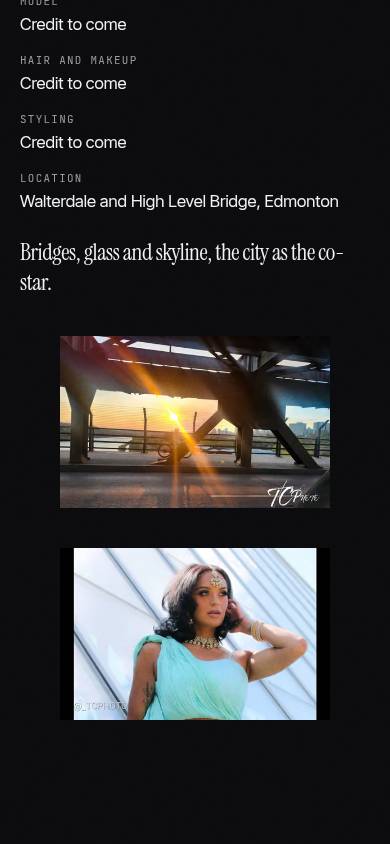 MODEL
Credit to come
HAIR AND MAKEUP
Credit to come
STYLING
Credit to come
LOCATION
Walterdale and High Level Bridge, Edmonton
Bridges, glass and skyline, the city as the co-
star.
TCPHOTO
@_TCPHOTO